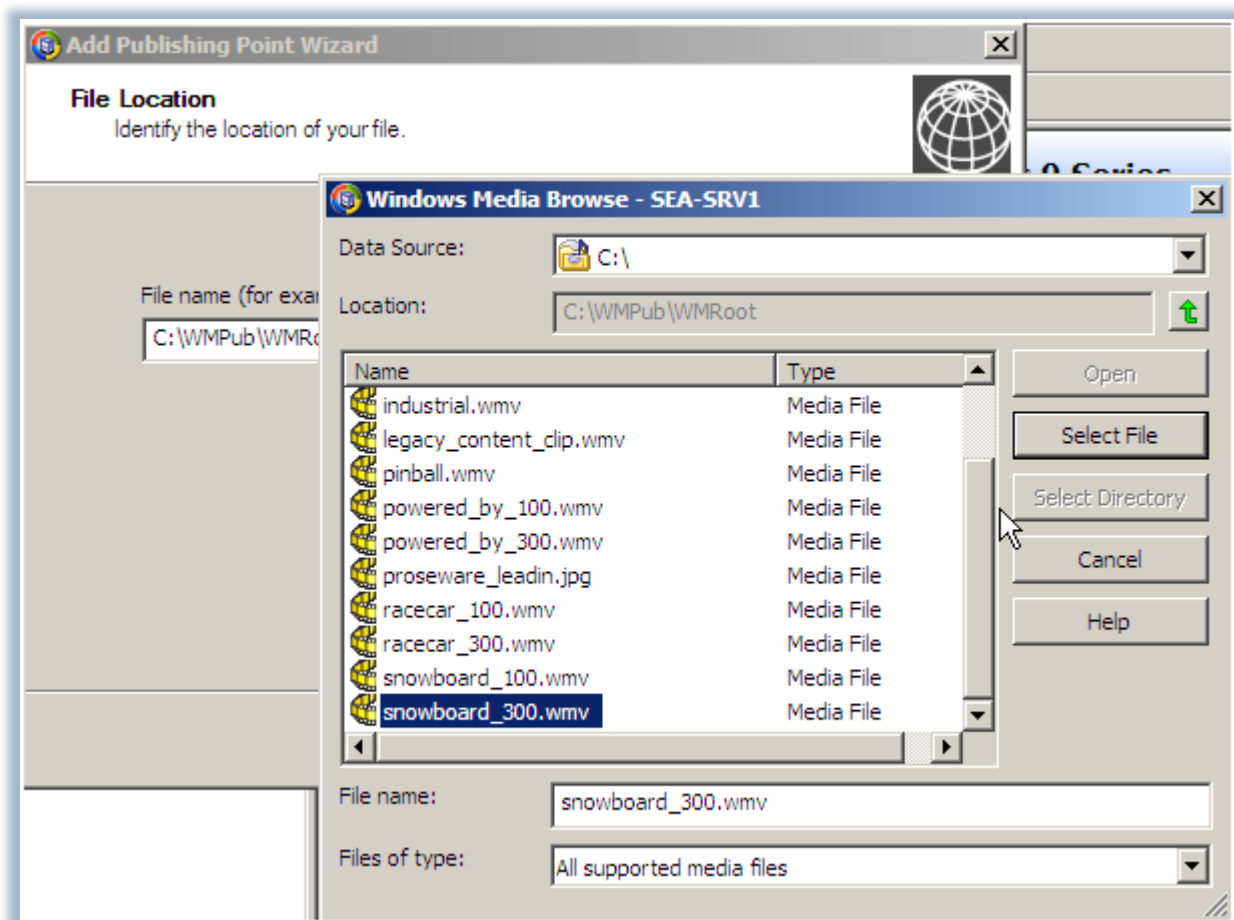 Add Publishing Point Wizard
File Location
Identify the location of your file.
9 Series
Windows Media Browse - SEA-SRV1
Data Source:
C:\
File name (for
Location:
C:\WMPub\WMRoot
C:\WMPub\WMRo
Name Type
Open
industrial.wmv Media File
legacy_content_clip.wmv Media File
Select File
pinball.wmv Media File
powered_by_100.wmv Media File
Select Directory
powered_by_300.wmv Media File
proseware_leadin.jpg Media File
Cancel
racecar_100.wmv Media File
racecar_300.wmv Media File
Help
snowboard_100.wmv Media File
snowboard_300.wmv Media File
File name:
snowboard_300.wmv
Files of type:
All supported media files